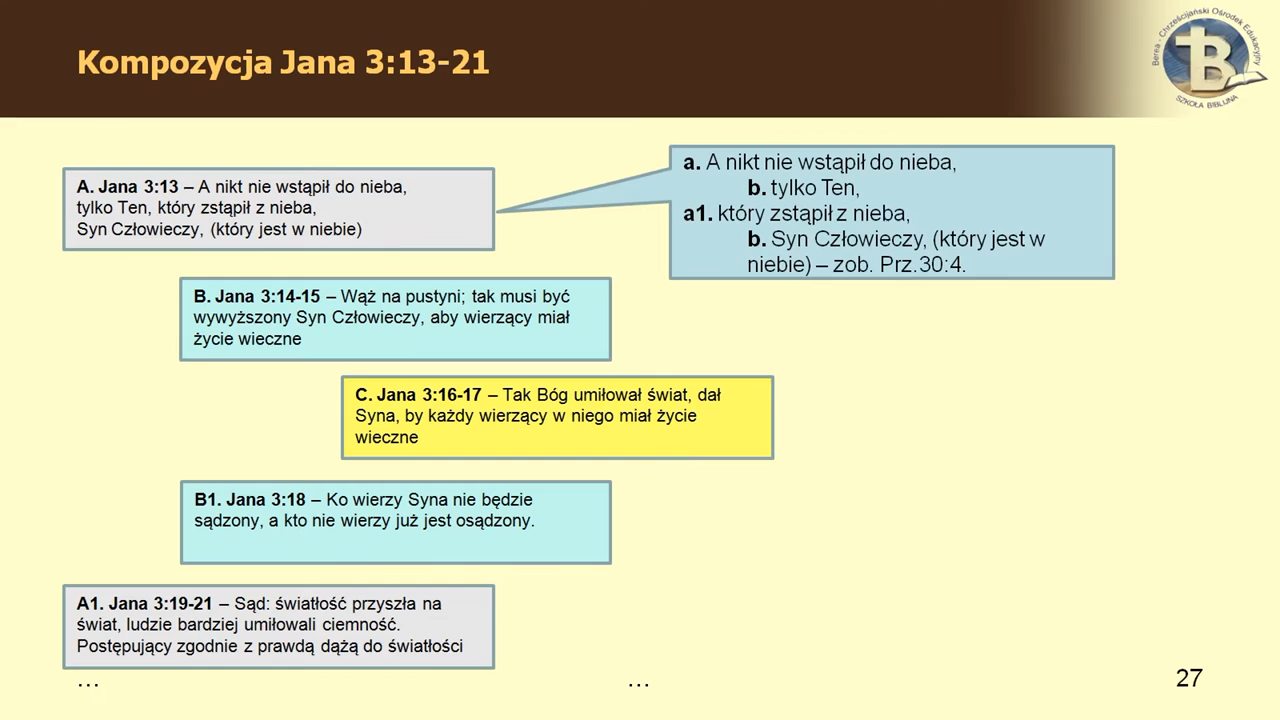 Kompozycja Jana 3:13-21
Berea - Chrześcijański Ośrodek Edukacyjny
SZKOŁA BIBLIJNA
A. Jana 3:13 – A nikt nie wstąpił do nieba,
tylko Ten, który zstąpił z nieba,
Syn Człowieczy, (który jest w niebie)
a. A nikt nie wstąpił do nieba,
b. tylko Ten,
a1. który zstąpił z nieba,
b. Syn Człowieczy, (który jest w
niebie) – zob. Prz.30:4.
B. Jana 3:14-15 – Wąż na pustyni; tak musi być
wywyższony Syn Człowieczy, aby wierzący miał
życie wieczne
C. Jana 3:16-17 – Tak Bóg umiłował świat, dał
Syna, by każdy wierzący w niego miał życie
wieczne
B1. Jana 3:18 – Ko wierzy Syna nie będzie
sądzony, a kto nie wierzy już jest osądzony.
A1. Jana 3:19-21 – Sąd: światłość przyszła na
świat, ludzie bardziej umiłowali ciemność.
Postępujący zgodnie z prawdą dążą do światłości
...
...
27